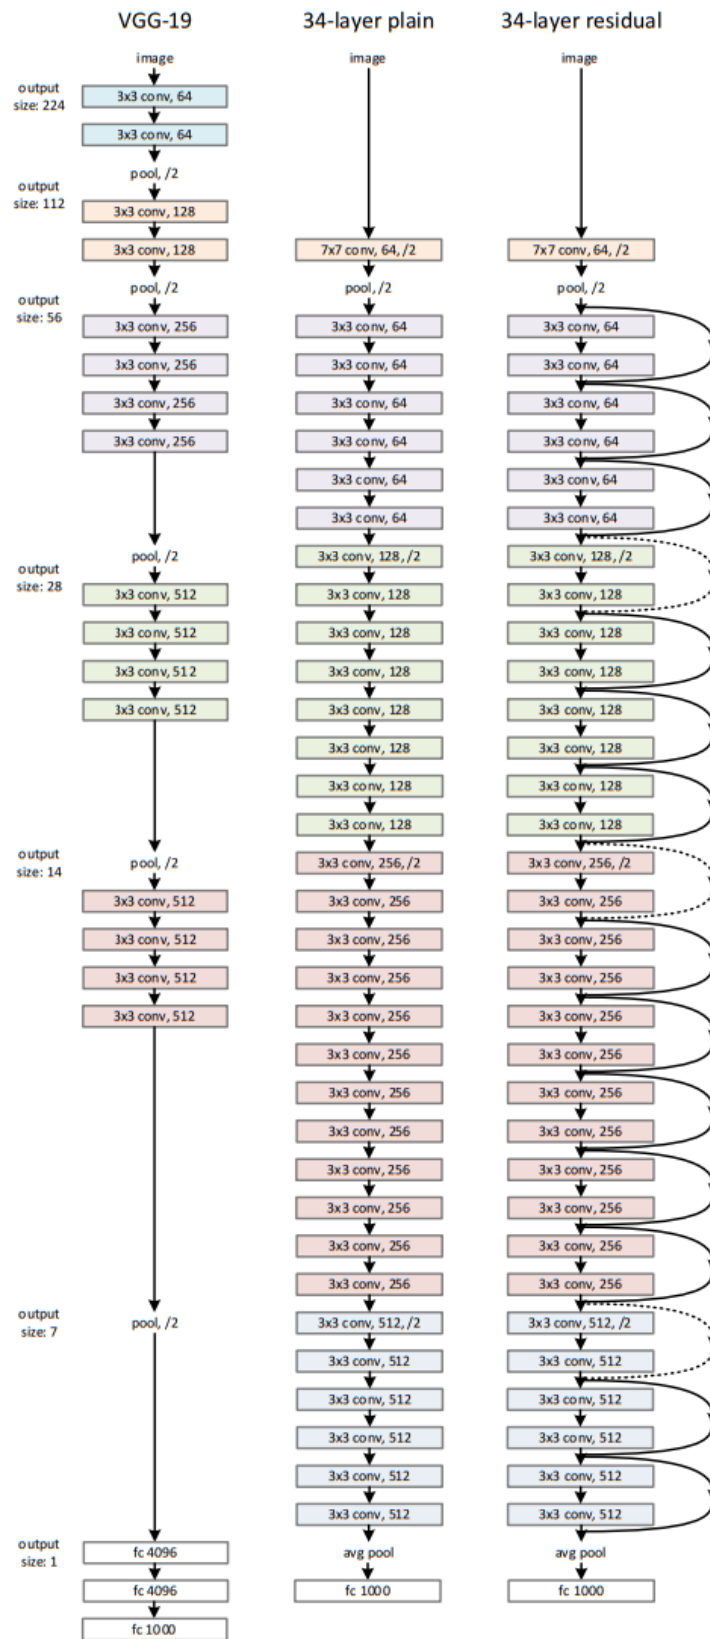 VGG-19
image
output
size: 224
3x3 conv, 64
3x3 conv, 64
pool, /2
output
size: 112
3x3 conv, 128
3x3 conv, 128
pool, /2
output
size: 56
3x3 conv, 256
3x3 conv, 256
3x3 conv, 256
3x3 conv, 256
pool, /2
output
size: 28
3x3 conv, 512
3x3 conv, 512
3x3 conv, 512
3x3 conv, 512
pool, /2
output
size: 14
3x3 conv, 512
3x3 conv, 512
3x3 conv, 512
3x3 conv, 512
output
size: 7
pool, /2
output
size: 1
fc 4096
fc 4096
fc 1000
34-layer plain
image
7x7 conv, 64, /2
pool, /2
3x3 conv, 64
3x3 conv, 64
3x3 conv, 64
3x3 conv, 64
3x3 conv, 64
3x3 conv, 64
3x3 conv, 128, /2
3x3 conv, 128
3x3 conv, 128
3x3 conv, 128
3x3 conv, 128
3x3 conv, 128
3x3 conv, 128
3x3 conv, 128
3x3 conv, 256, /2
3x3 conv, 256
3x3 conv, 256
3x3 conv, 256
3x3 conv, 256
3x3 conv, 256
3x3 conv, 256
3x3 conv, 256
3x3 conv, 256
3x3 conv, 256
3x3 conv, 256
3x3 conv, 256
3x3 conv, 512, /2
3x3 conv, 512
3x3 conv, 512
3x3 conv, 512
3x3 conv, 512
3x3 conv, 512
avg pool
fc 1000
34-layer residual
image
7x7 conv, 64, /2
pool, /2
3x3 conv, 64
3x3 conv, 64
3x3 conv, 64
3x3 conv, 64
3x3 conv, 64
3x3 conv, 64
3x3 conv, 128, /2
3x3 conv, 128
3x3 conv, 128
3x3 conv, 128
3x3 conv, 128
3x3 conv, 128
3x3 conv, 128
3x3 conv, 128
3x3 conv, 256, /2
3x3 conv, 256
3x3 conv, 256
3x3 conv, 256
3x3 conv, 256
3x3 conv, 256
3x3 conv, 256
3x3 conv, 256
3x3 conv, 256
3x3 conv, 256
3x3 conv, 256
3x3 conv, 256
3x3 conv, 512, /2
3x3 conv, 512
3x3 conv, 512
3x3 conv, 512
3x3 conv, 512
3x3 conv, 512
avg pool
fc 1000